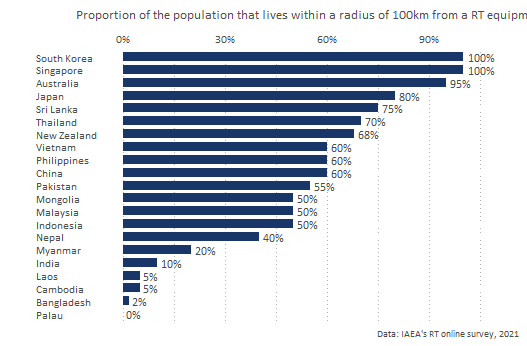 Proportion of the population that lives within a radius of 100km from a RT equipm
0% 30% 60% 90%
South Korea 100%
Singapore 100%
Australia 95%
Japan 80%
Sri Lanka 75%
Thailand 70%
New Zealand 68%
Vietnam 60%
Philippines 60%
China 60%
Pakistan 55%
Mongolia 50%
Malaysia 50%
Indonesia 50%
Nepal 40%
Myanmar 20%
India 10%
Laos 5%
Cambodia 5%
Bangladesh 2%
Palau 0%
Data: IAEA's RT online survey, 2021